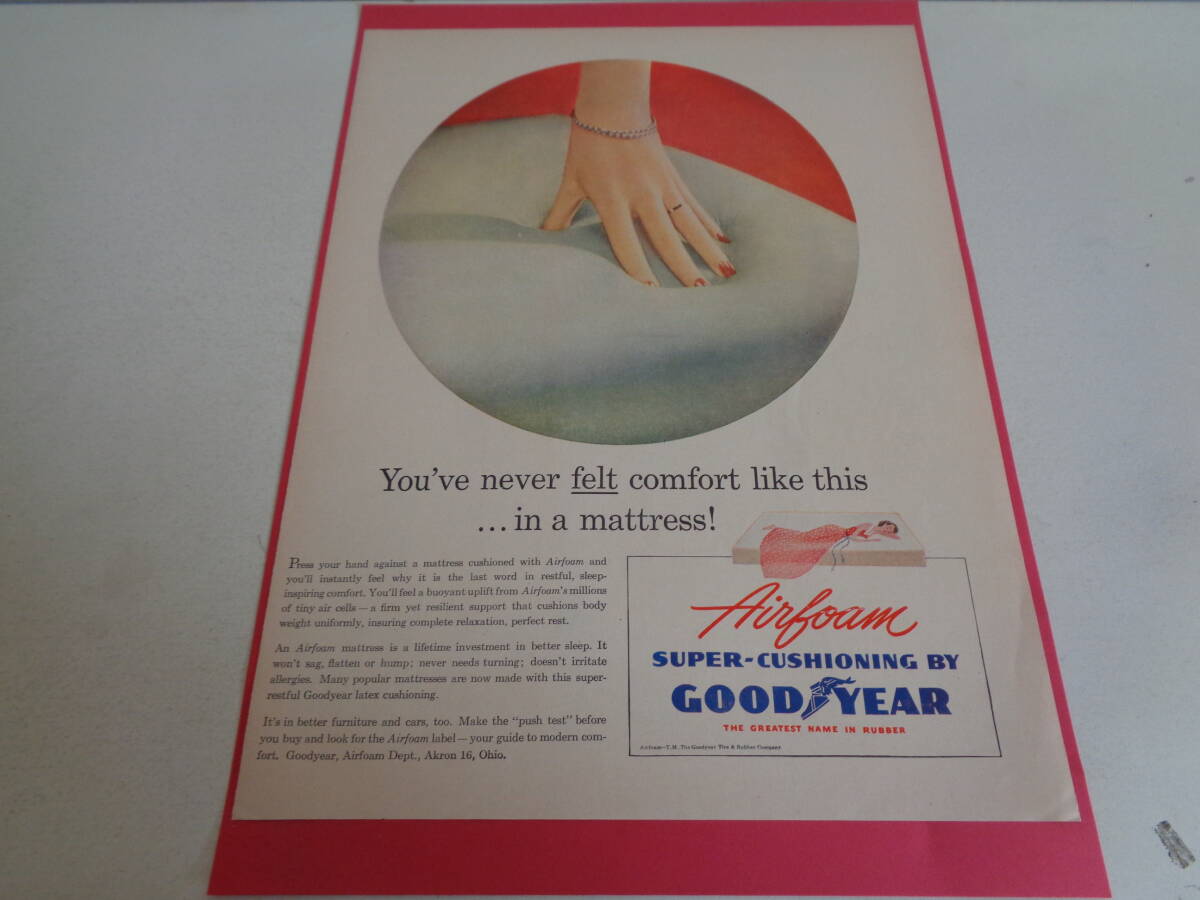 You've never felt comfort like this
... in a mattress!
Press your hand against a mattress cushioned with Airfoam and
you'll instantly feel why it is the last word in restful, sleep-
inspiring comfort. You'll feel a buoyant uplift from Airfoam's millions
of tiny air cells — a firm yet resilient support that cushions body
weight uniformly, insuring complete relaxation, perfect rest.
An Airfoam mattress is a lifetime investment in better sleep. It
won't sag, flatten or hump; never needs turning; doesn't irritate
allergies. Many popular mattresses are now made with this super-
restful Goodyear latex cushioning.
It's in better furniture and cars, too. Make the "push test" before
you buy and look for the Airfoam label — your guide to modern com-
fort. Goodyear, Airfoam Dept., Akron 16, Ohio.
Airfoam
SUPER-CUSHIONING BY
GOODYEAR
THE GREATEST NAME IN RUBBER
Airfoam—T.M. The Goodyear Tire & Rubber Company